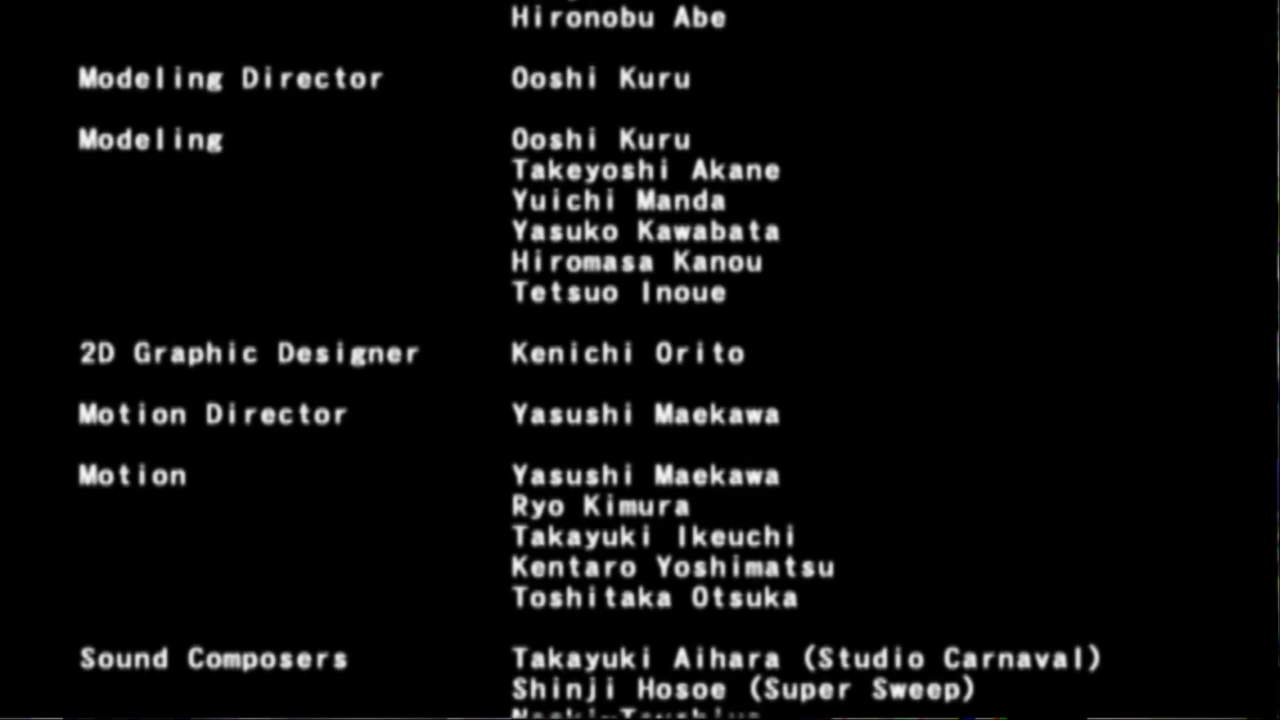 Hironobu Abe
Modeling Director Ooshi Kuru
Modeling Ooshi Kuru
Takeyoshi Akane
Yuichi Manda
Yasuko Kawabata
Hiromasa Kanou
Tetsuo Inoue
2D Graphic Designer Kenichi Orito
Motion Director Yasushi Maekawa
Motion Yasushi Maekawa
Ryo Kimura
Takayuki Ikeuchi
Kentaro Yoshimatsu
Toshitaka Otsuka
Sound Composers Takayuki Aihara (Studio Carnaval)
Shinji Hosoe (Super Sweep)